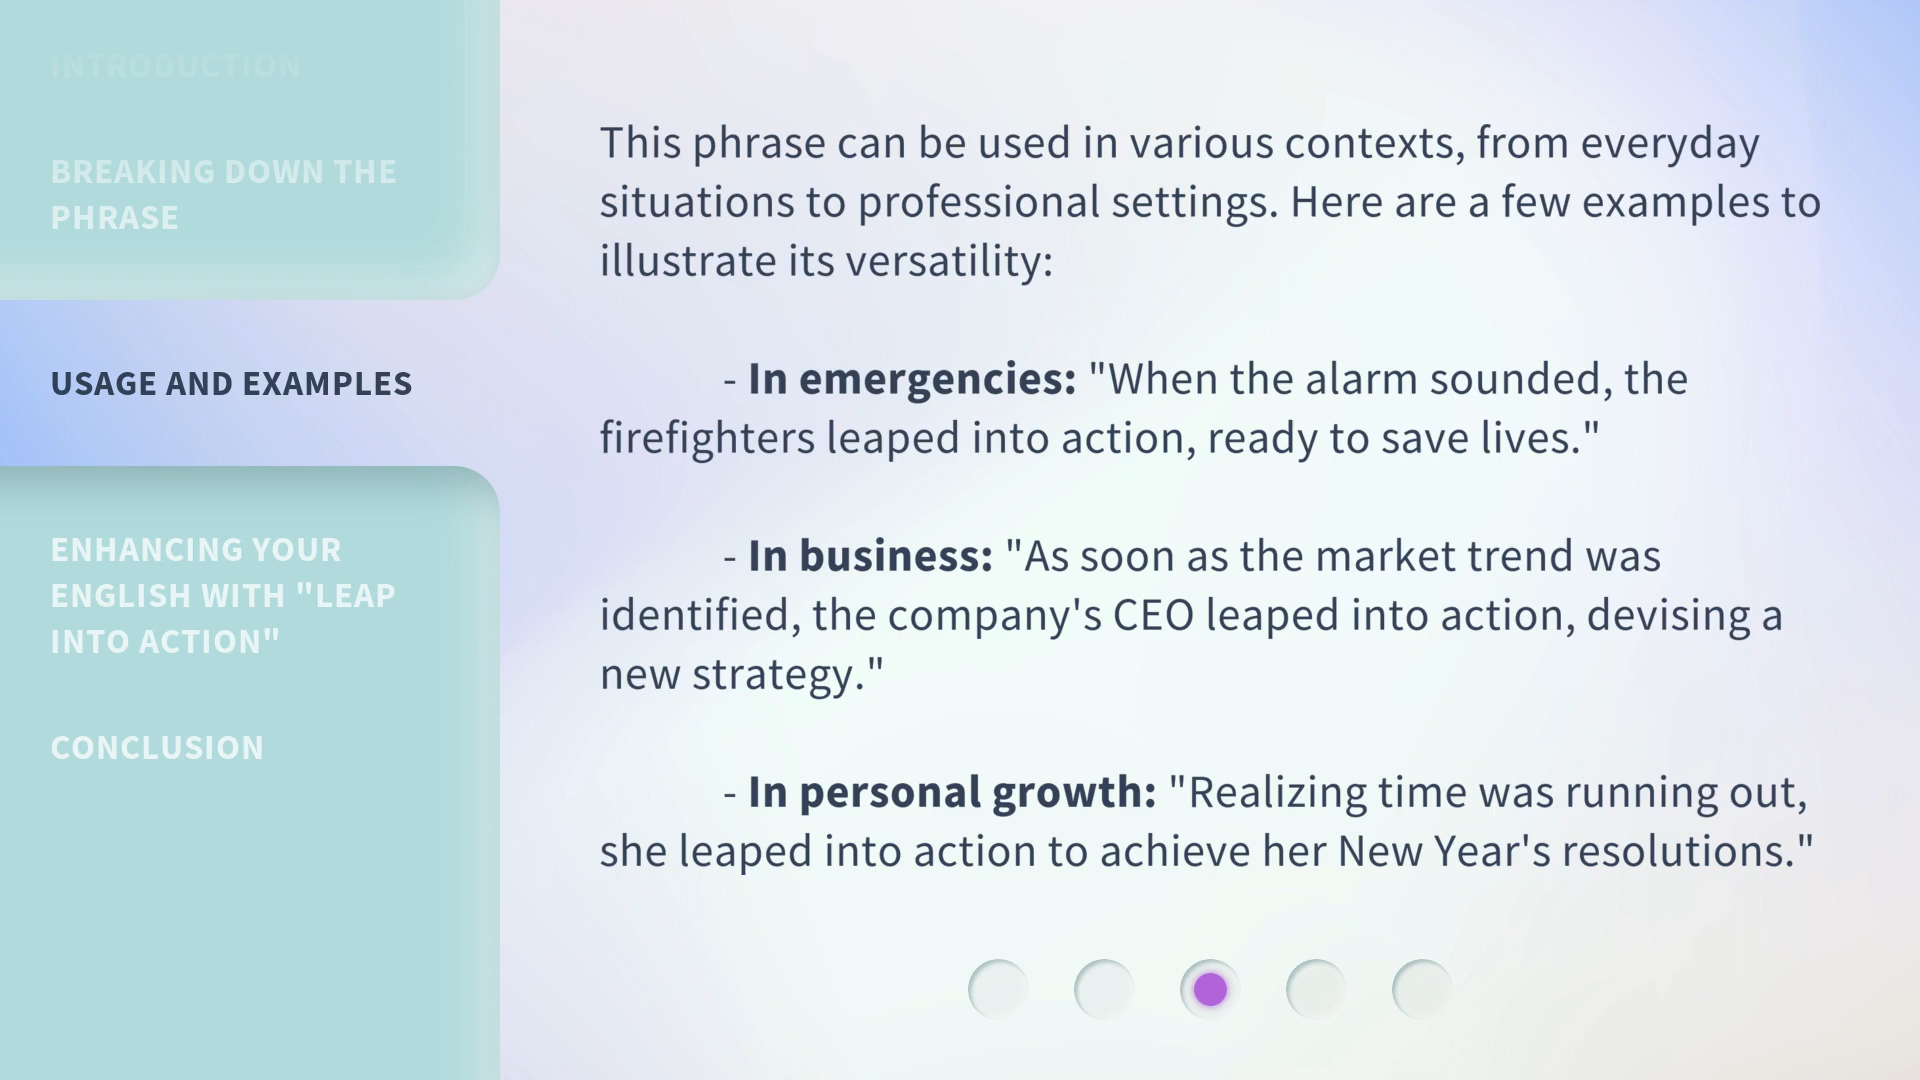 INTRODUCTION
BREAKING DOWN THE
PHRASE
USAGE AND EXAMPLES
ENHANCING YOUR
ENGLISH WITH "LEAP
INTO ACTION"
CONCLUSION
This phrase can be used in various contexts, from everyday
situations to professional settings. Here are a few examples to
illustrate its versatility:
- In emergencies: "When the alarm sounded, the
firefighters leaped into action, ready to save lives."
- In business: "As soon as the market trend was
identified, the company's CEO leaped into action, devising a
new strategy."
- In personal growth: "Realizing time was running out,
she leaped into action to achieve her New Year's resolutions."